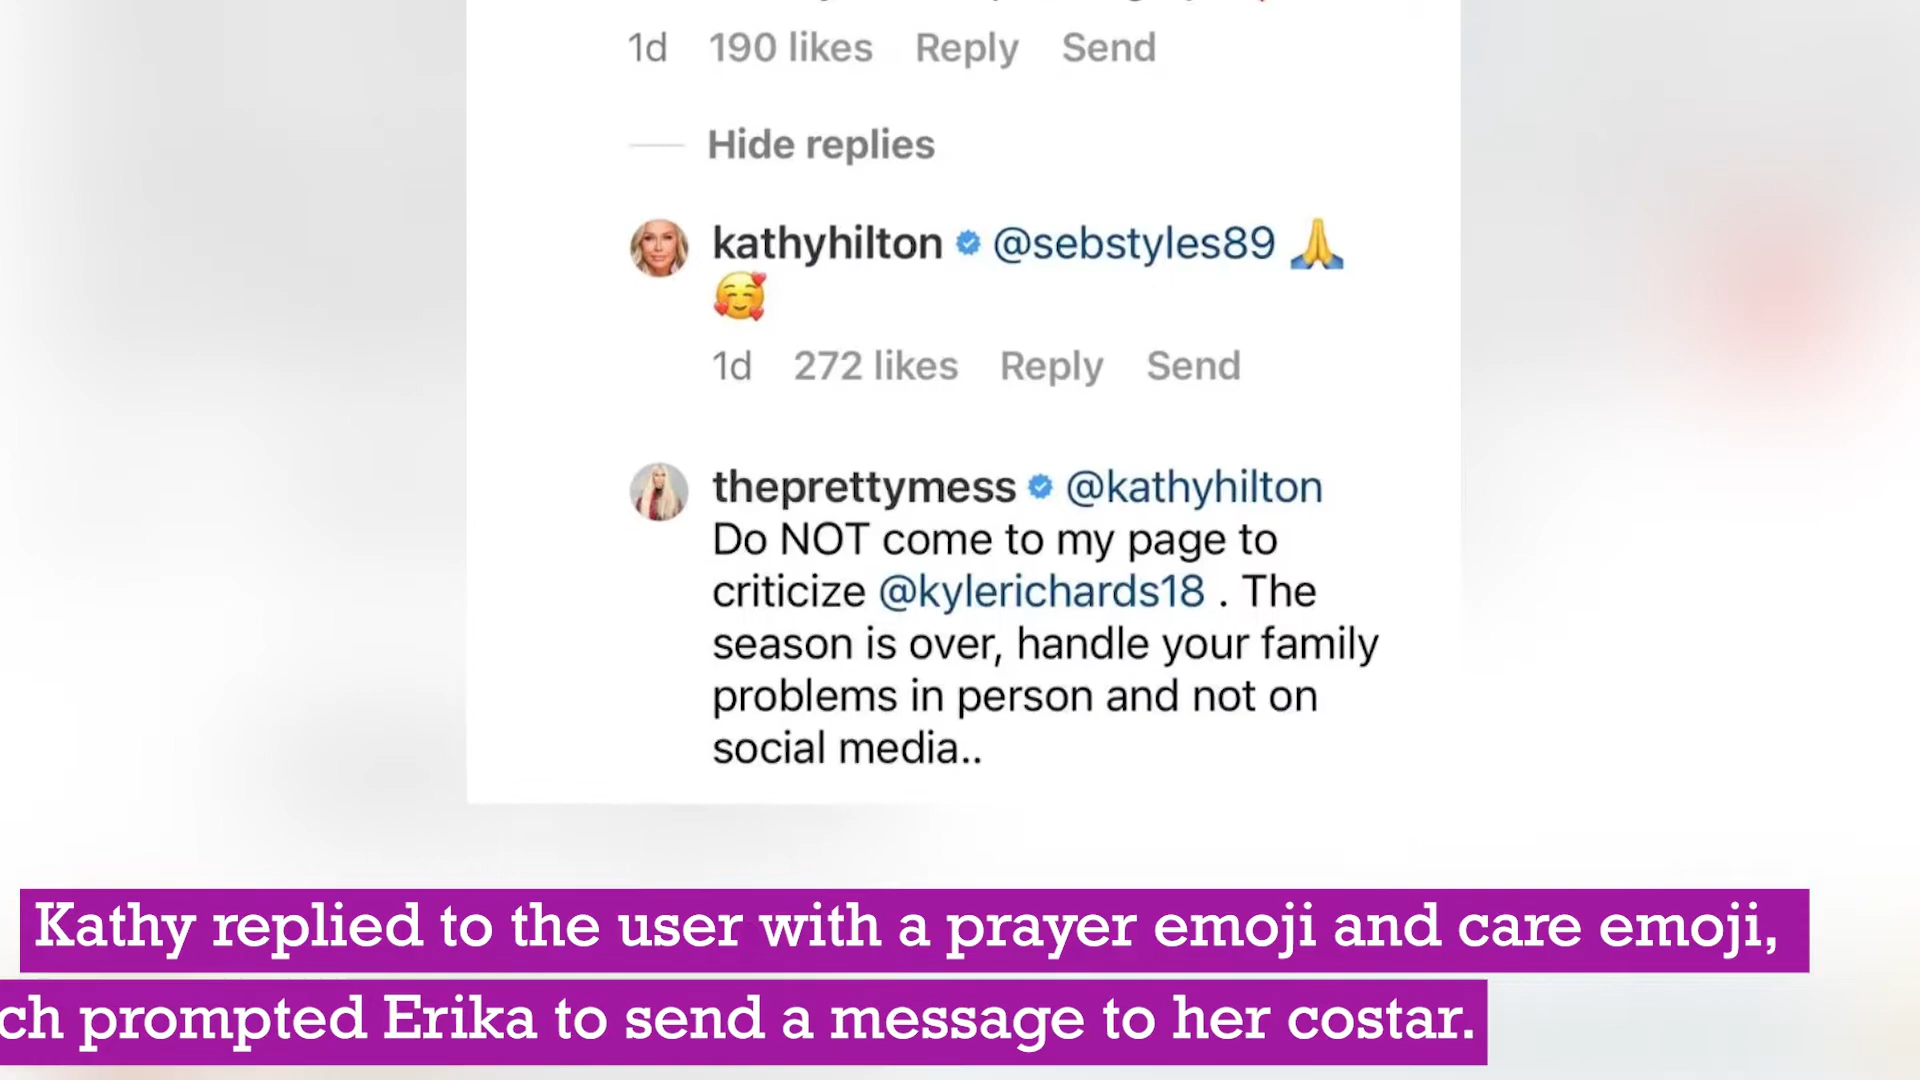 1d 190 likes Reply Send
Hide replies
kathyhilton @sebstyles89 🙏
🥰
1d 272 likes Reply Send
theprettymess @kathyhilton
Do NOT come to my page to
criticize @kylerichards18 . The
season is over, handle your family
problems in person and not on
social media..
Kathy replied to the user with a prayer emoji and care emoji,
ch prompted Erika to send a message to her costar.